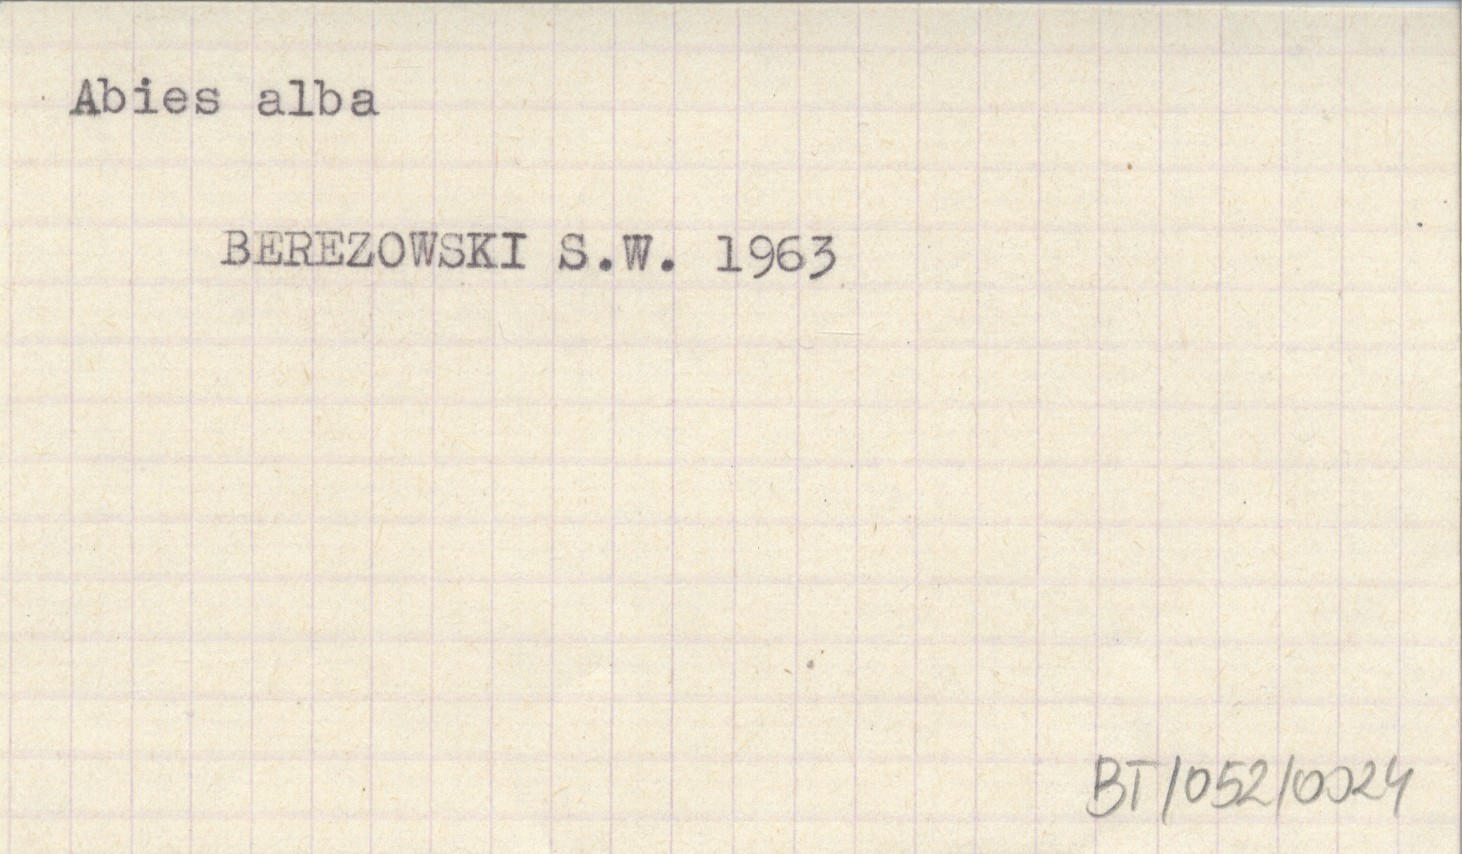 Abies alba
BEREZOWSKI S.W. 1963
BT/052/0024